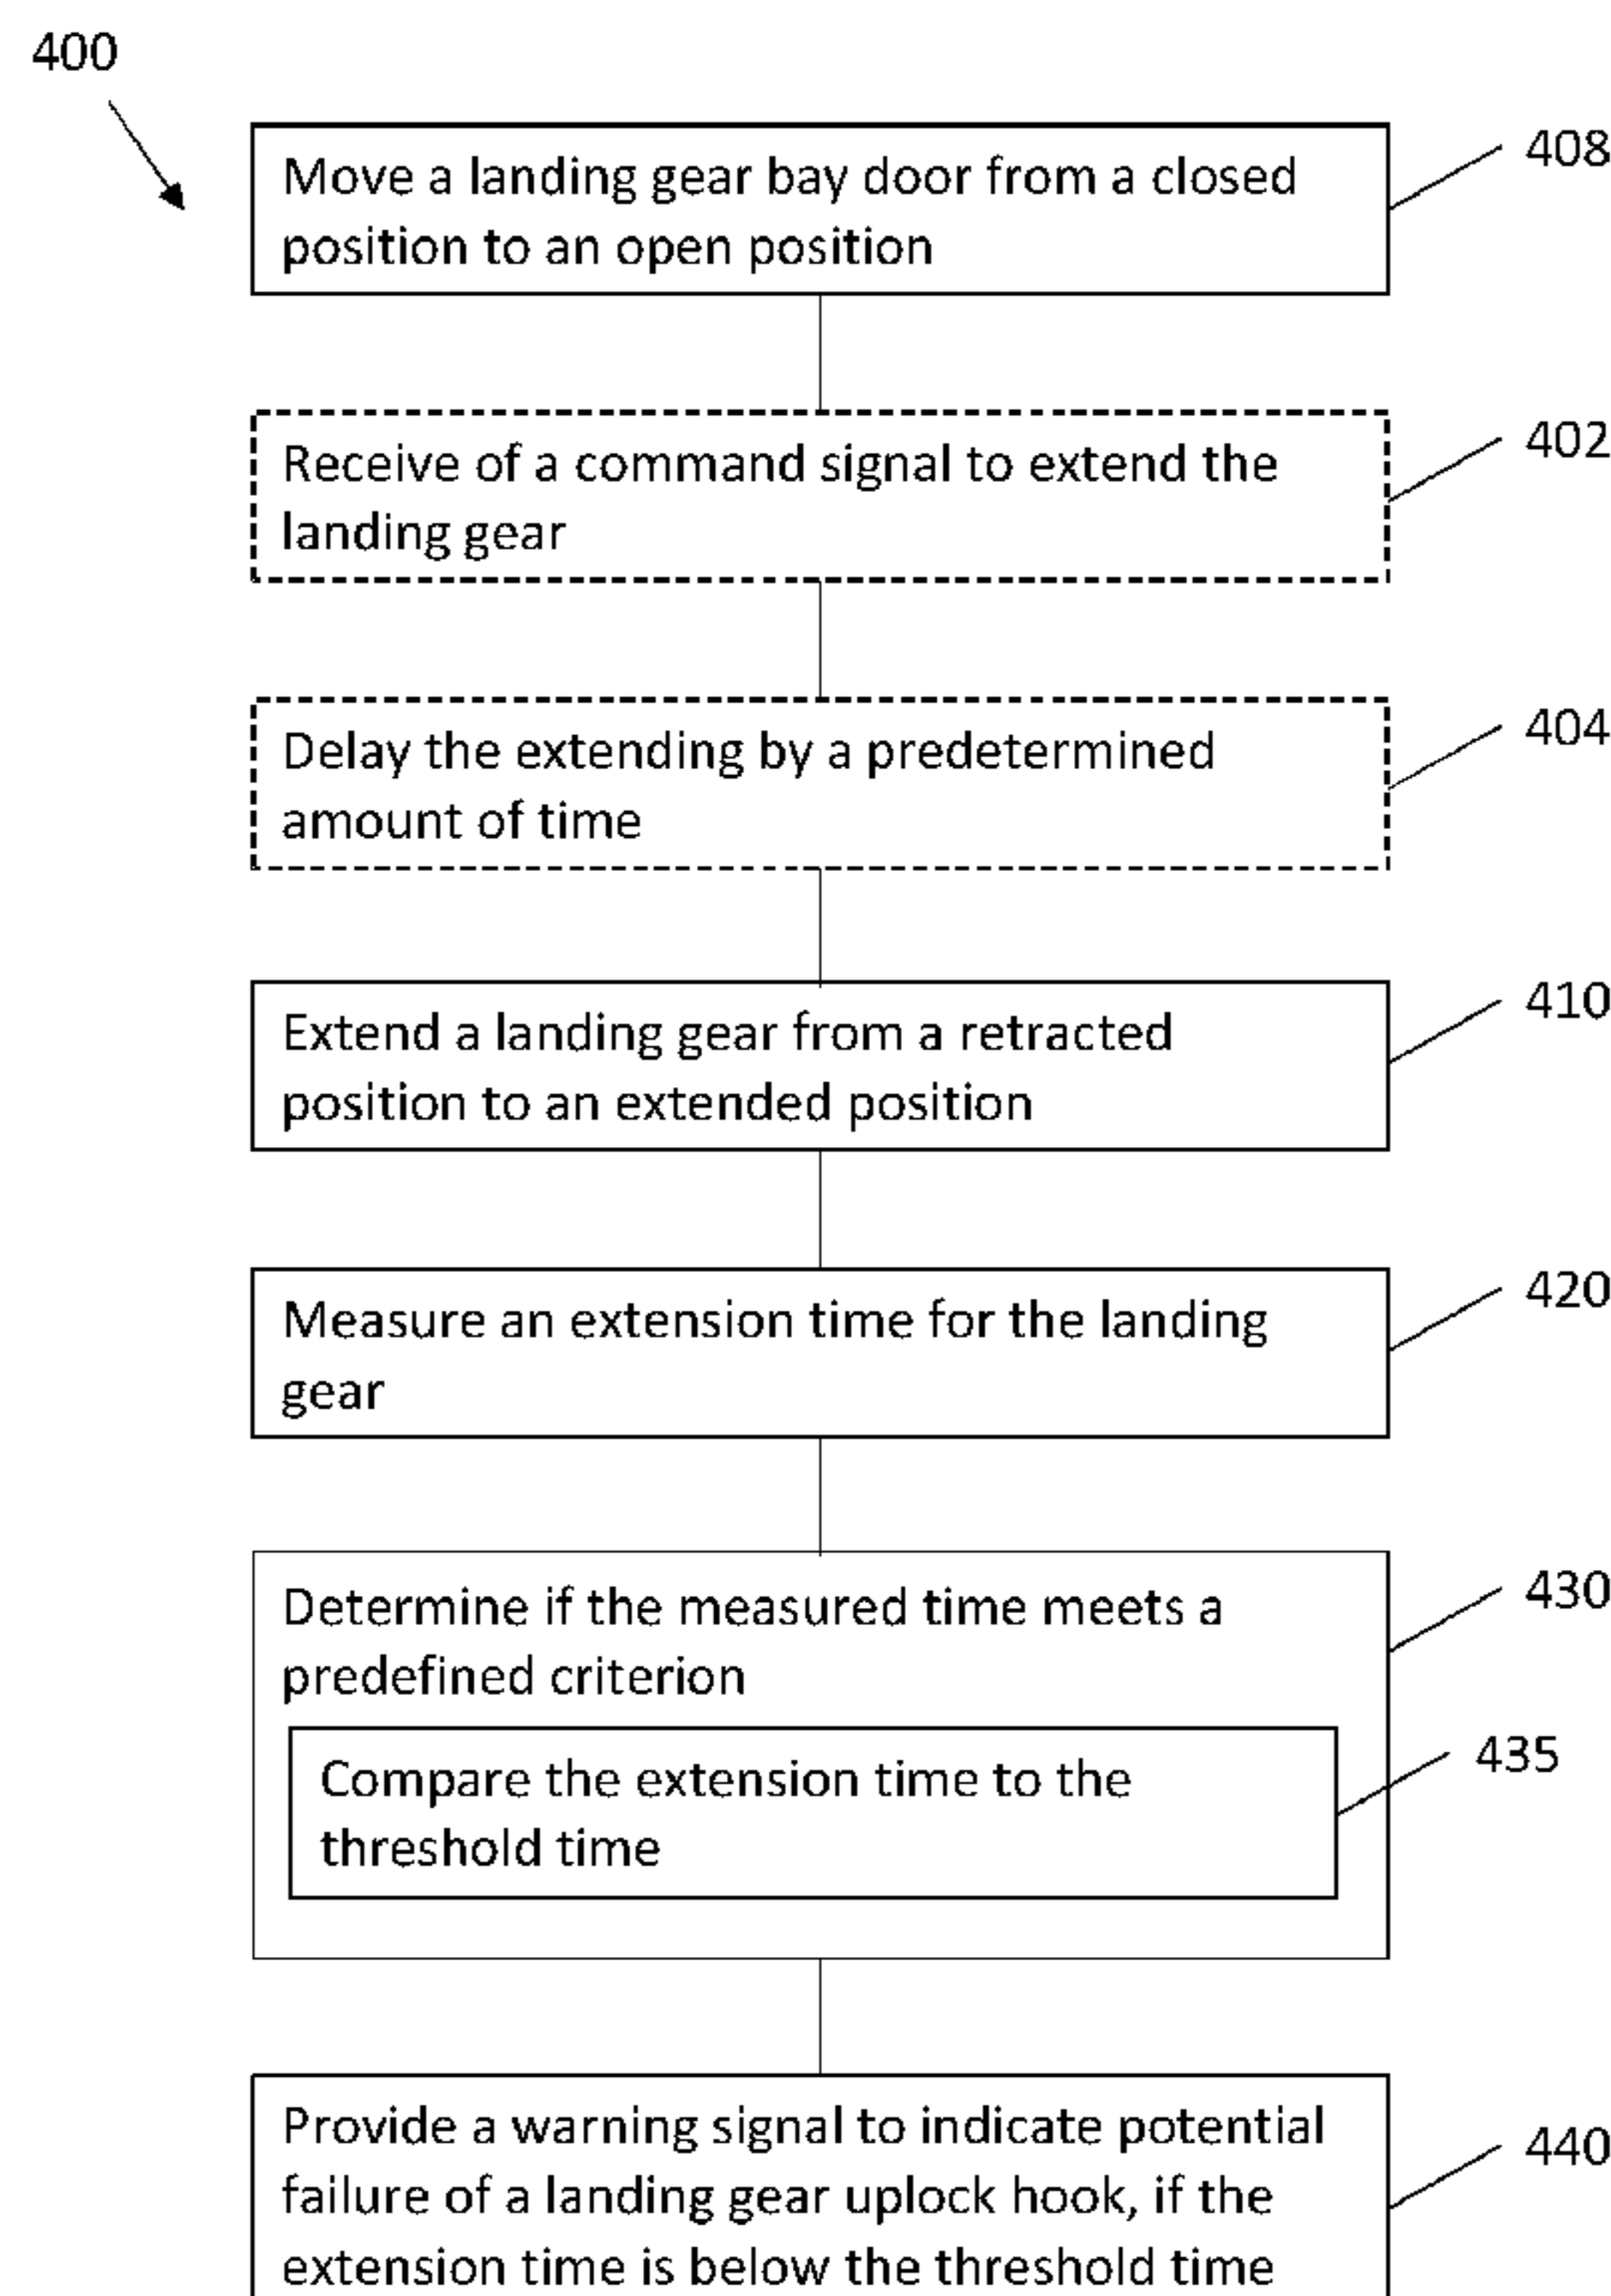 400
Move a landing gear bay door from a closed
position to an open position
408
Receive of a command signal to extend the
landing gear
402
Delay the extending by a predetermined
amount of time
404
Extend a landing gear from a retracted
position to an extended position
410
Measure an extension time for the landing
gear
420
Determine if the measured time meets a
predefined criterion
430
Compare the extension time to the
threshold time
435
Provide a warning signal to indicate potential
failure of a landing gear uplock hook, if the
extension time is below the threshold time
440